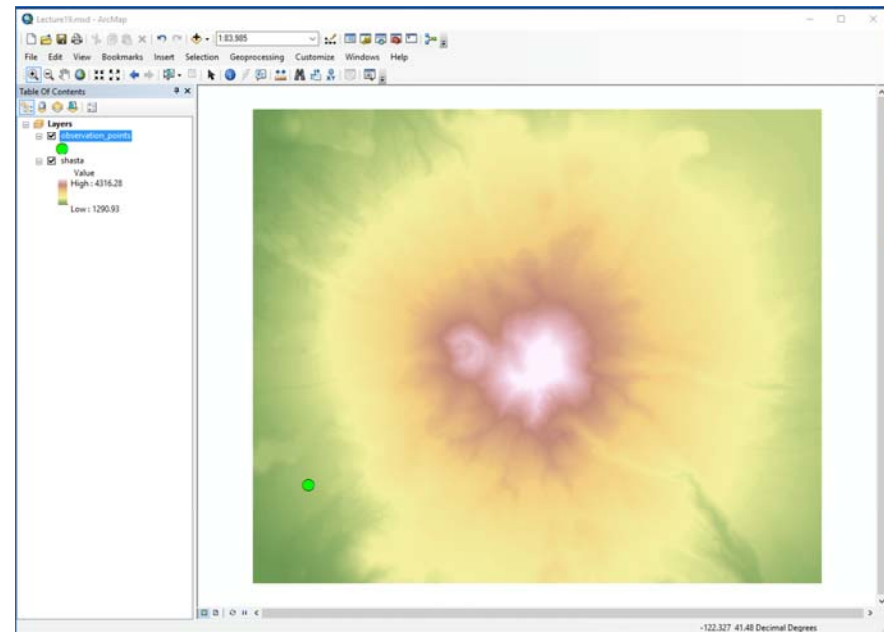 Lecture16.mxd - ArcMap
1:83,985
File Edit View Bookmarks Insert Selection Geoprocessing Customize Windows Help
Table Of Contents
Layers
observation_points
shasta
Value
High : 4316.28
Low : 1290.93
-122.327 41.48 Decimal Degrees